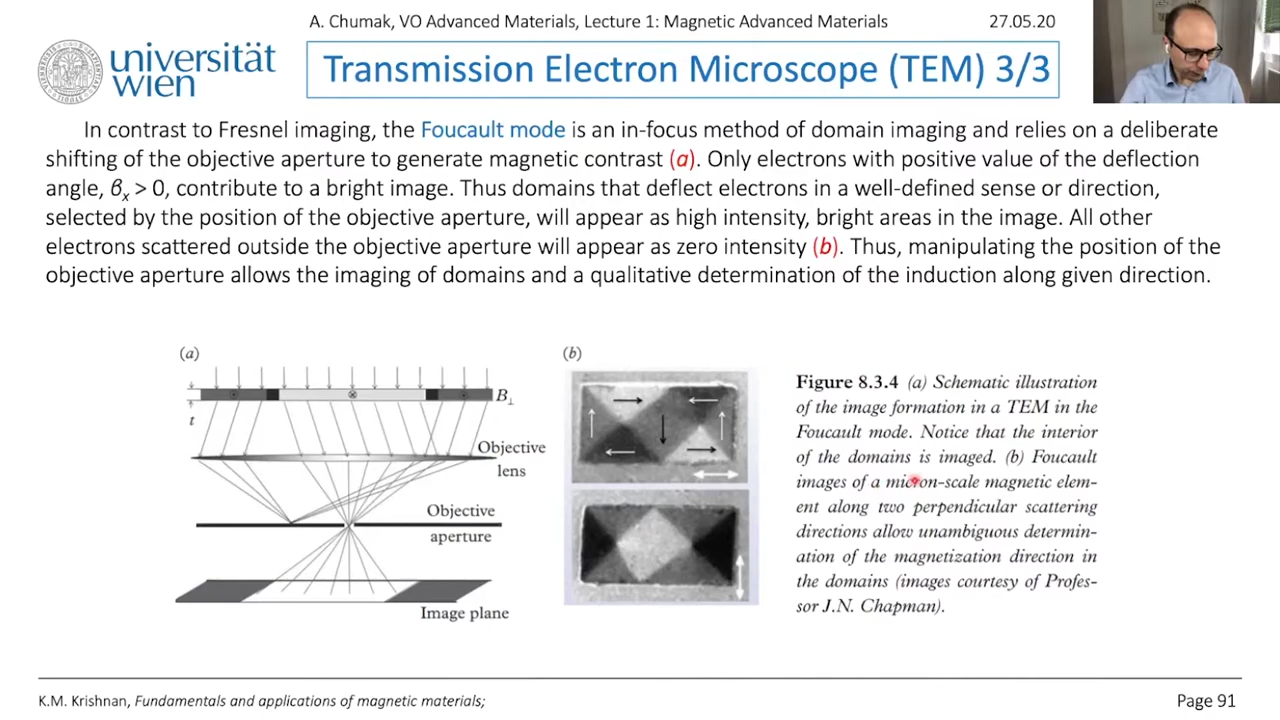 A. Chumak, VO Advanced Materials, Lecture 1: Magnetic Advanced Materials
27.05.20
universität
wien
Transmission Electron Microscope (TEM) 3/3
In contrast to Fresnel imaging, the Foucault mode is an in-focus method of domain imaging and relies on a deliberate
shifting of the objective aperture to generate magnetic contrast (a). Only electrons with positive value of the deflection
angle, βx > 0, contribute to a bright image. Thus domains that deflect electrons in a well-defined sense or direction,
selected by the position of the objective aperture, will appear as high intensity, bright areas in the image. All other
electrons scattered outside the objective aperture will appear as zero intensity (b). Thus, manipulating the position of the
objective aperture allows the imaging of domains and a qualitative determination of the induction along given direction.
(a)
B⊥
t
Objective
lens
Objective
aperture
Image plane
(b)
Figure 8.3.4 (a) Schematic illustration
of the image formation in a TEM in the
Foucault mode. Notice that the interior
of the domains is imaged. (b) Foucault
images of a micron-scale magnetic elem-
ent along two perpendicular scattering
directions allow unambiguous determin-
ation of the magnetization direction in
the domains (images courtesy of Profes-
sor J.N. Chapman).
K.M. Krishnan, Fundamentals and applications of magnetic materials;
Page 91